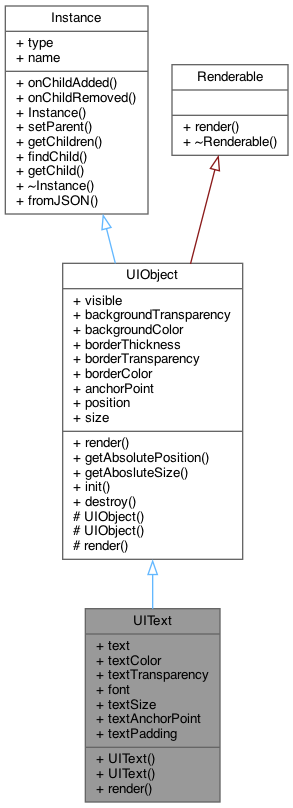 Instance
+ type
+ name
+ onChildAdded()
+ onChildRemoved()
+ Instance()
+ setParent()
+ getChildren()
+ findChild()
+ getChild()
+ ~Instance()
+ fromJSON()
Renderable
+ render()
+ ~Renderable()
UIObject
+ visible
+ backgroundTransparency
+ backgroundColor
+ borderThickness
+ borderTransparency
+ borderColor
+ anchorPoint
+ position
+ size
+ render()
+ getAbsolutePosition()
+ getAbosluteSize()
+ init()
+ destroy()
# UIObject()
# UIObject()
# render()
UIText
+ text
+ textColor
+ textTransparency
+ font
+ textSize
+ textAnchorPoint
+ textPadding
+ UIText()
+ UIText()
+ render()